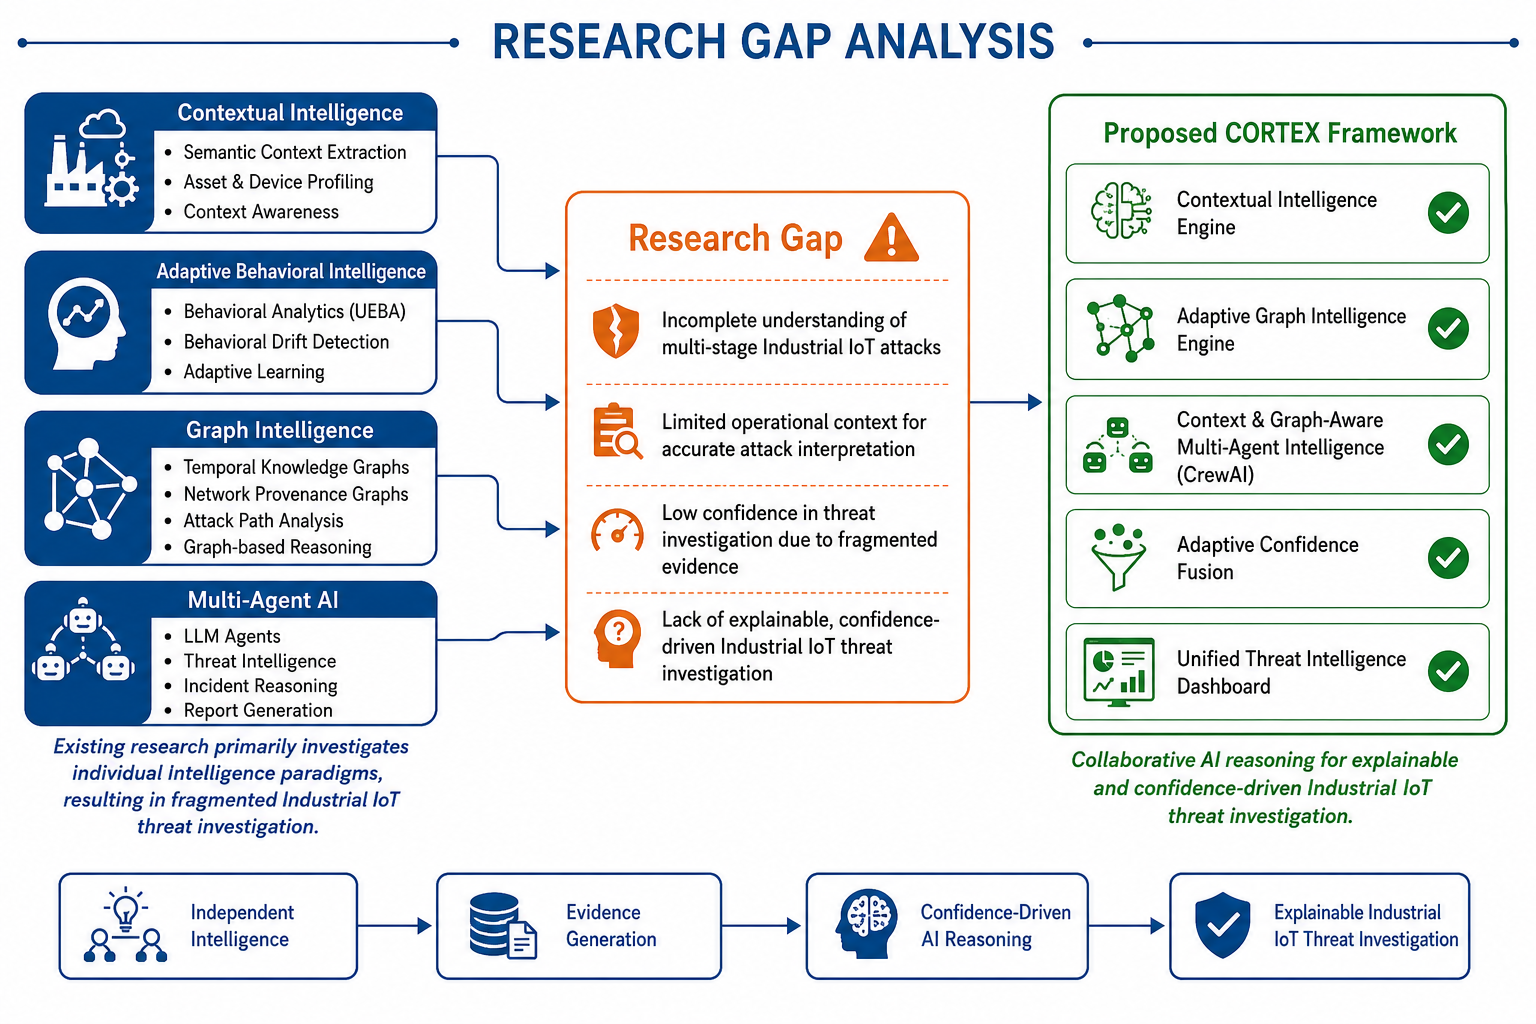 RESEARCH GAP ANALYSIS
Contextual Intelligence
• Semantic Context Extraction
• Asset & Device Profiling
• Context Awareness
Adaptive Behavioral Intelligence
• Behavioral Analytics (UEBA)
• Behavioral Drift Detection
• Adaptive Learning
Graph Intelligence
• Temporal Knowledge Graphs
• Network Provenance Graphs
• Attack Path Analysis
• Graph-based Reasoning
Multi-Agent AI
• LLM Agents
• Threat Intelligence
• Incident Reasoning
• Report Generation
Existing research primarily investigates
individual Intelligence paradigms,
resulting in fragmented Industrial IoT
threat investigation.
Research Gap
Incomplete understanding of
multi-stage Industrial IoT attacks
Limited operational context for
accurate attack interpretation
Low confidence in threat
investigation due to fragmented
evidence
?
Lack of explainable, confidence-
driven Industrial IoT threat
investigation
Proposed CORTEX Framework
Contextual Intelligence
Engine
Adaptive Graph Intelligence
Engine
Context & Graph-Aware
Multi-Agent Intelligence
(CrewAI)
Adaptive Confidence
Fusion
Unified Threat Intelligence
Dashboard
Collaborative AI reasoning for explainable
and confidence-driven Industrial IoT
threat investigation.
Independent
Intelligence
Evidence
Generation
Confidence-Driven
AI Reasoning
Explainable Industrial
IoT Threat Investigation